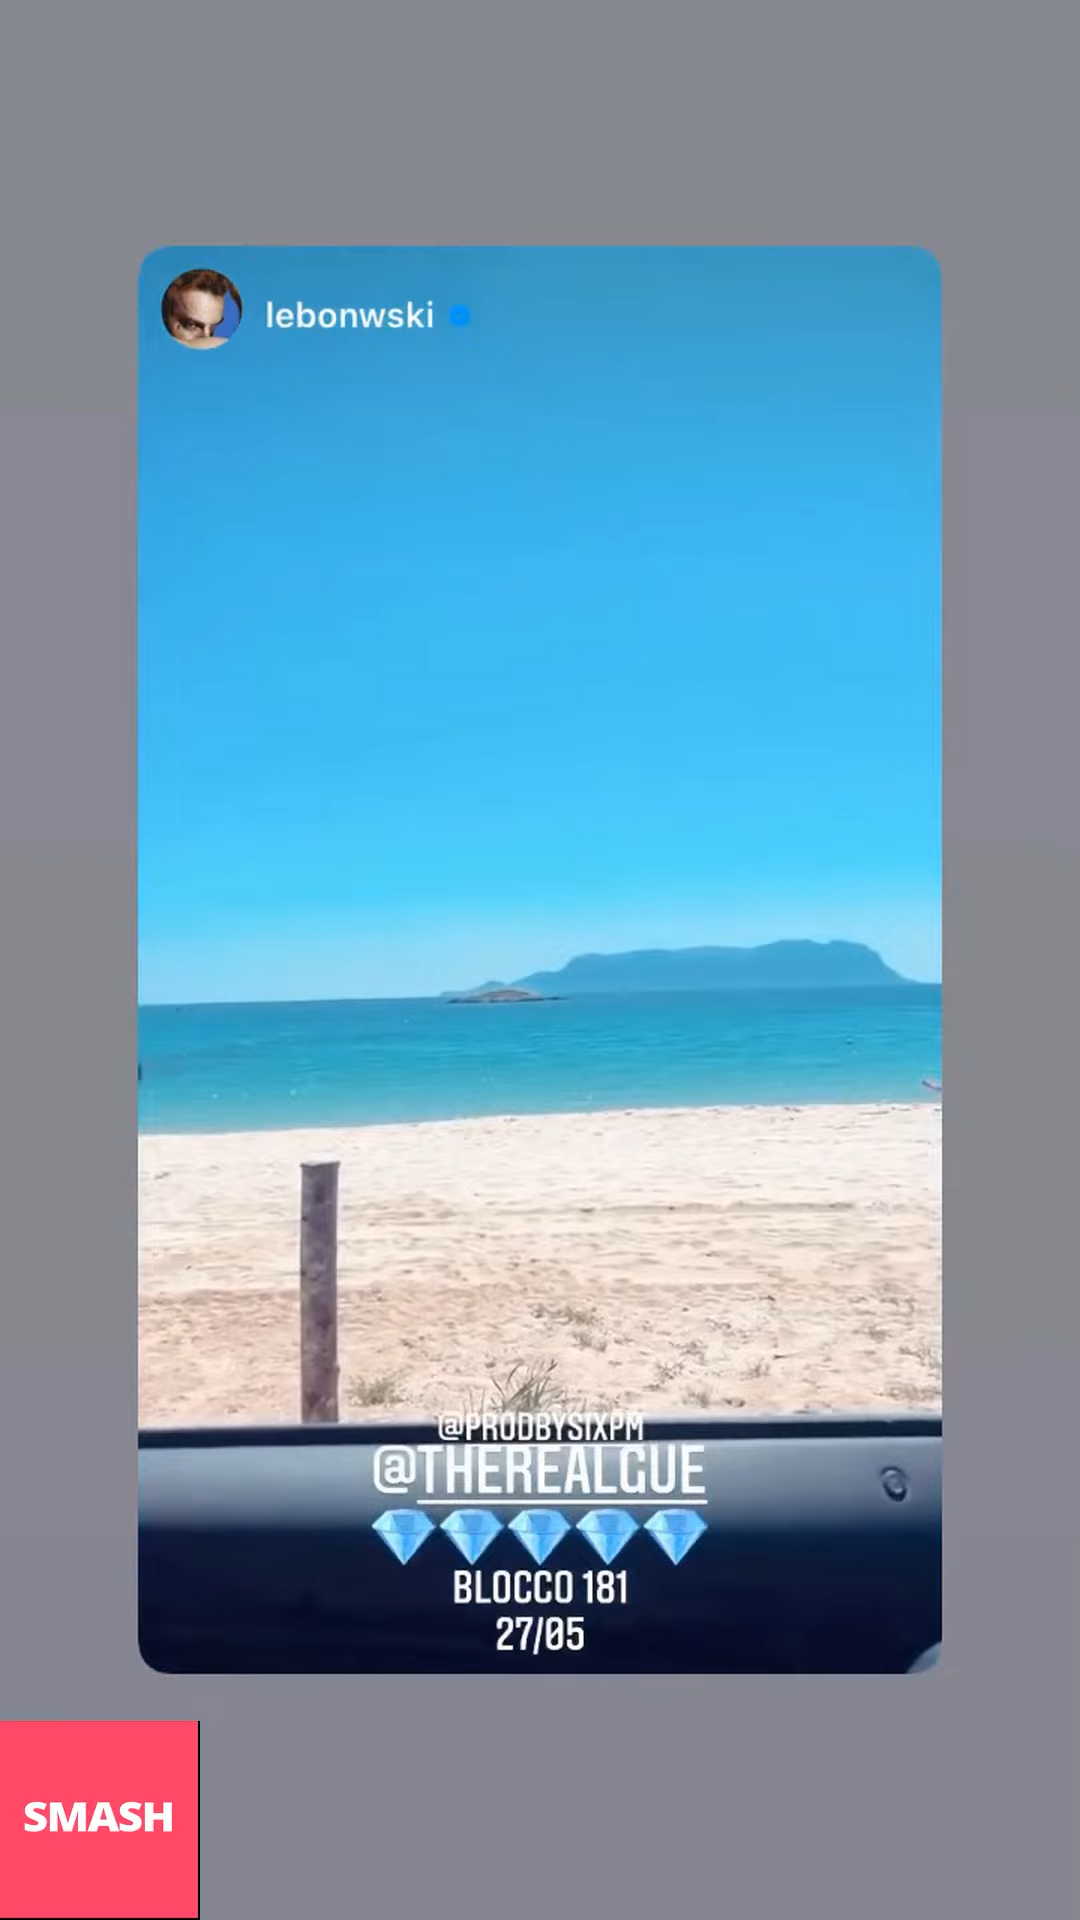 lebonwski
@PRODBYSIXPM
@THEREALGUE
BLOCCO 181
27/05
SMASH